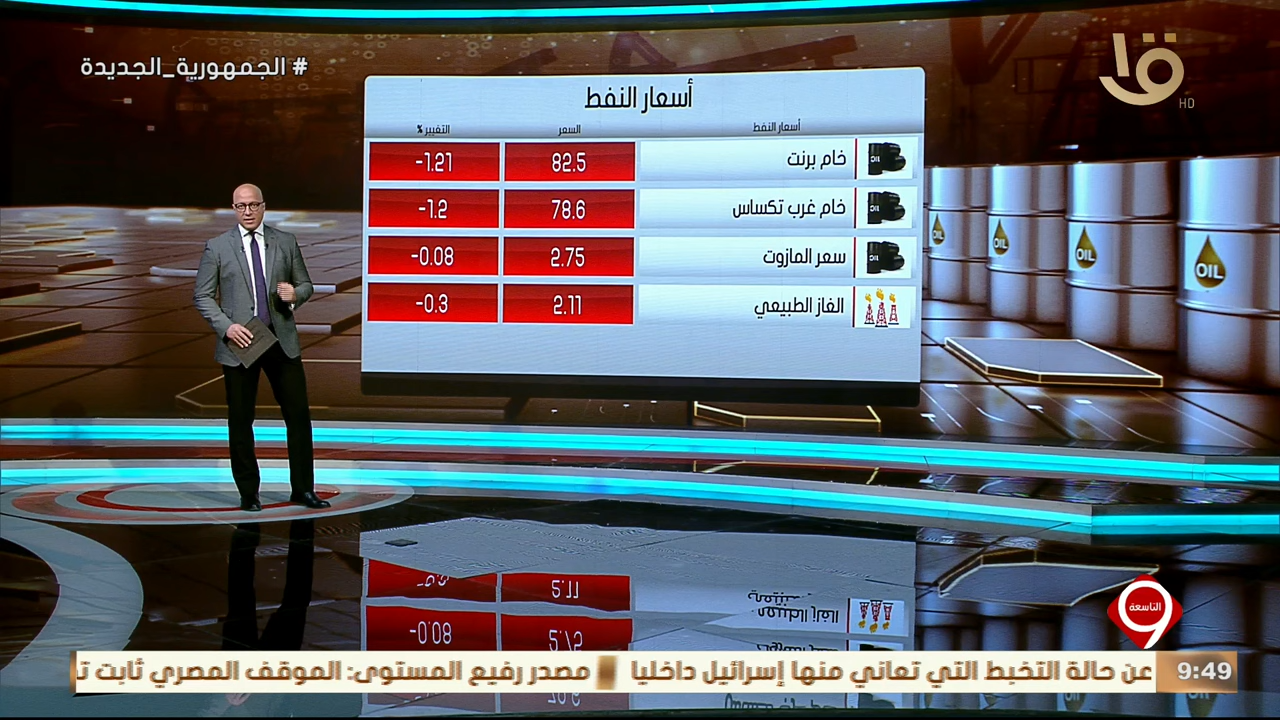 # الجمهورية_الجديدة
HD
أسعار النفط
أسعار النفط السعر التغيير %
خام برنت 82.5 -1.21
خام غرب تكساس 78.6 -1.2
سعر المازوت 2.75 -0.08
الغاز الطبيعي 2.11 -0.3
OIL
OIL
OIL
OIL
التاسعة
9
9:49 عن حالة التخبط التي تعاني منها إسرائيل داخليا مصدر رفيع المستوى: الموقف المصري ثابت